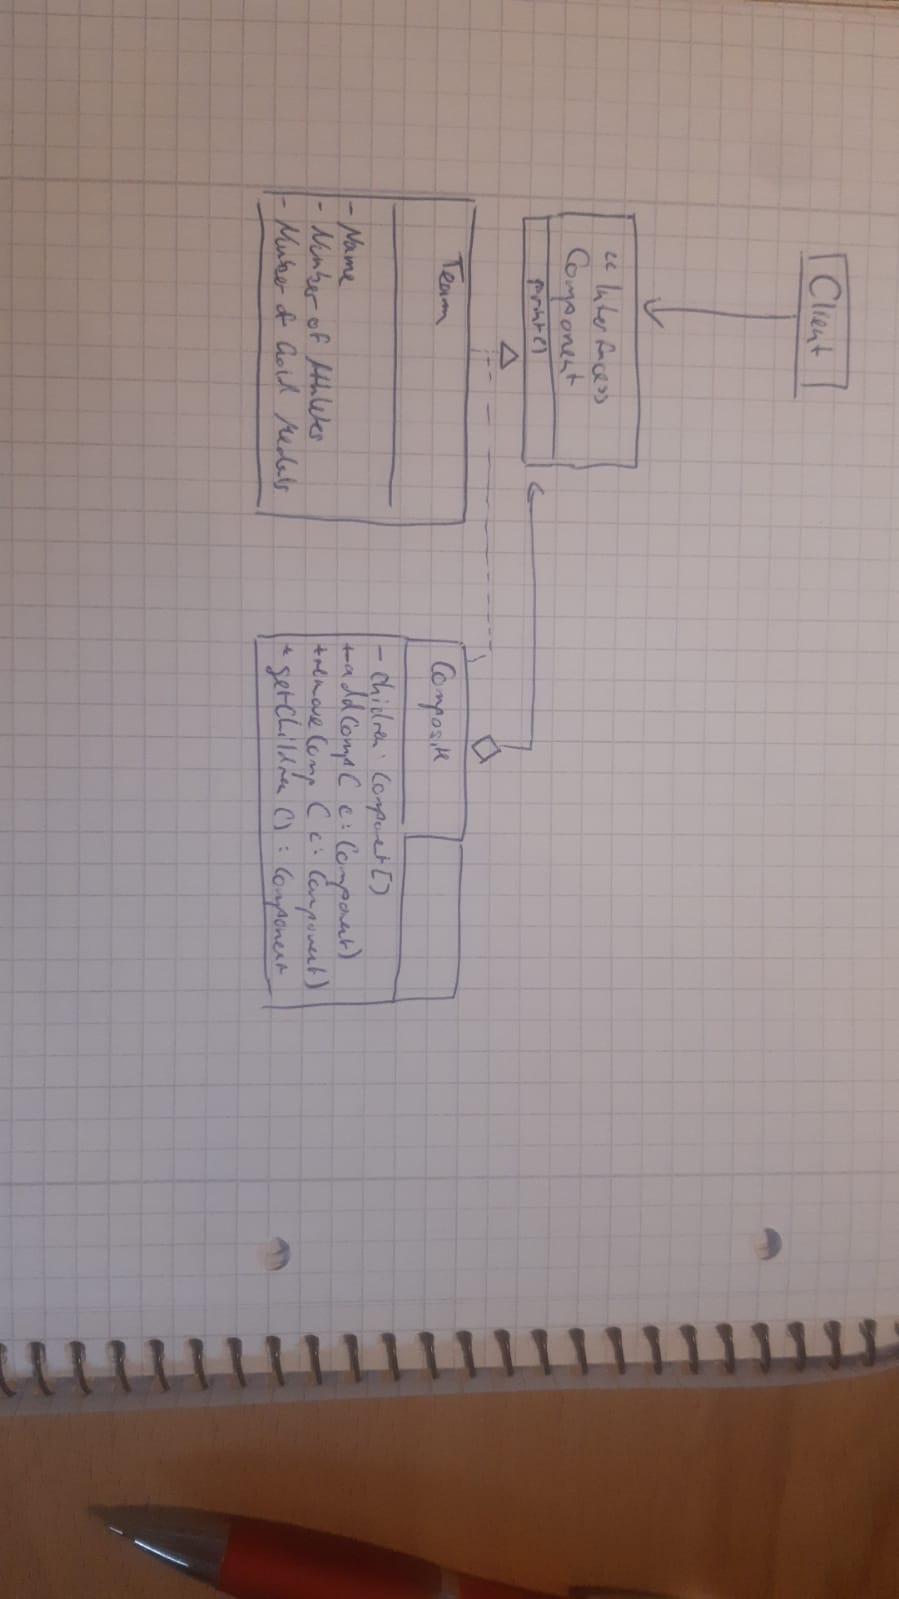 Client
<<Interface>>
Component
print()
Team
- Name
- Number of Athletes
- Number of Gold Medals
Composite
- children: Component[]
+ addComp( c: Component)
+ removeComp ( c: Component)
+ getChildren () : Component